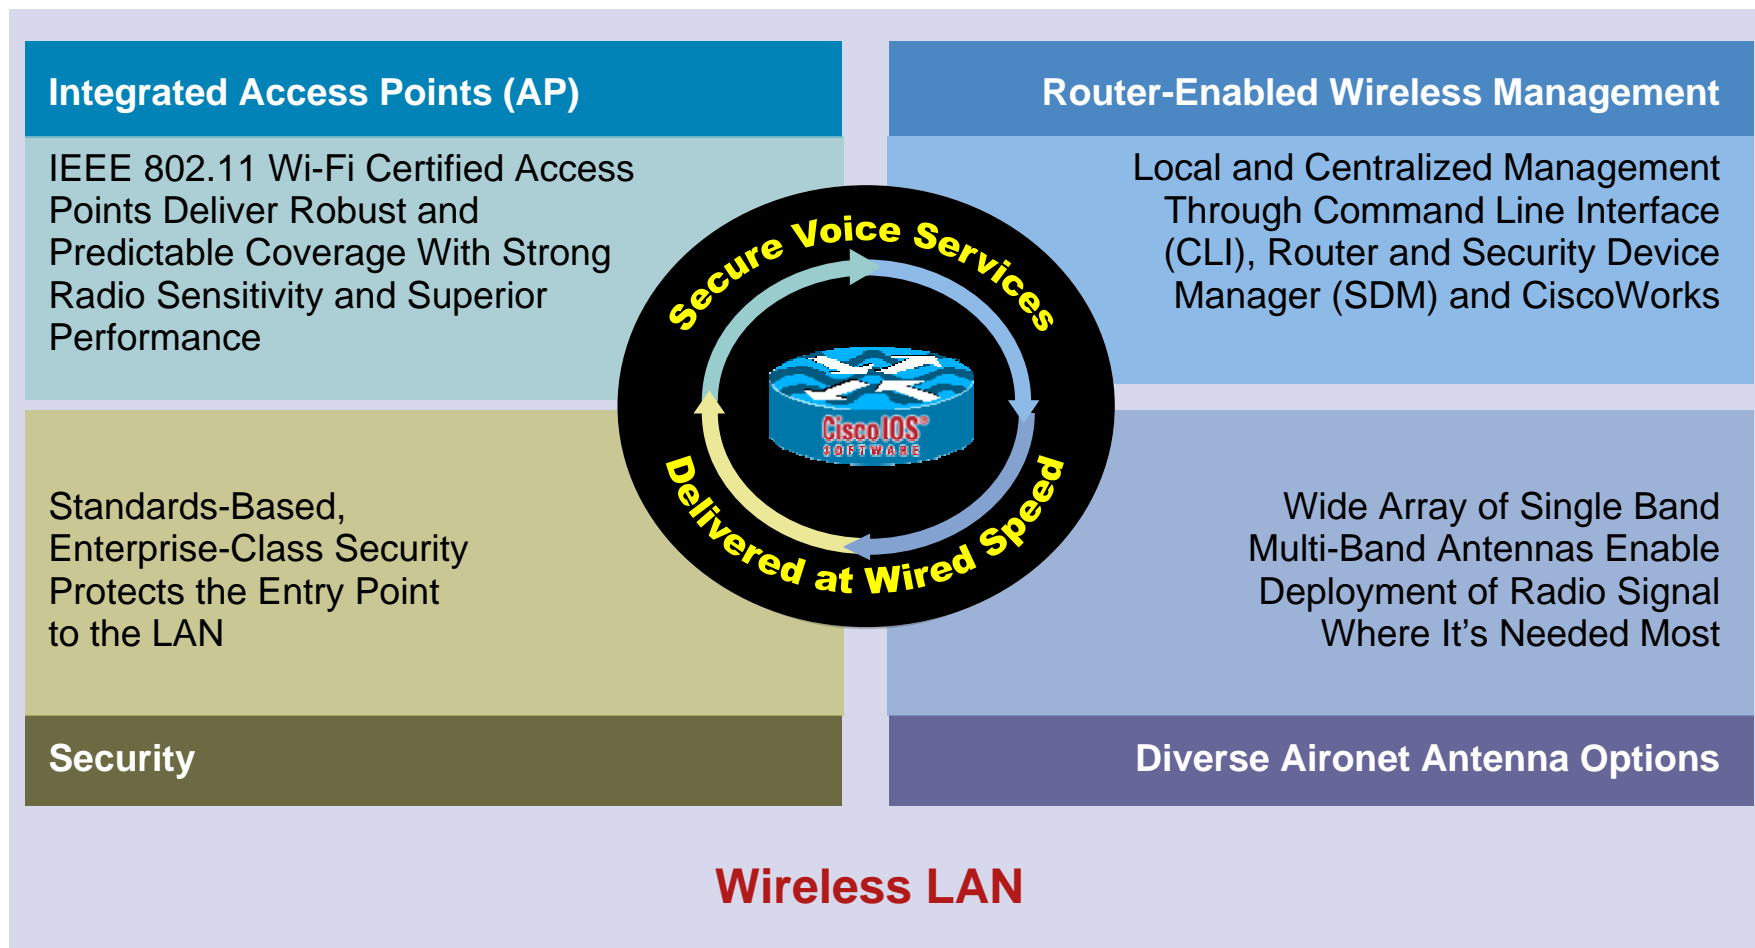 Integrated Access Points (AP)
IEEE 802.11 Wi-Fi Certified Access
Points Deliver Robust and
Predictable Coverage With Strong
Radio Sensitivity and Superior
Performance
Router-Enabled Wireless Management
Local and Centralized Management
Through Command Line Interface
(CLI), Router and Security Device
Manager (SDM) and CiscoWorks
Secure Voice Services
Cisco IOS®
SOFTWARE
Delivered at Wired Speed
Standards-Based,
Enterprise-Class Security
Protects the Entry Point
to the LAN
Security
Wide Array of Single Band
Multi-Band Antennas Enable
Deployment of Radio Signal
Where It’s Needed Most
Diverse Aironet Antenna Options
Wireless LAN